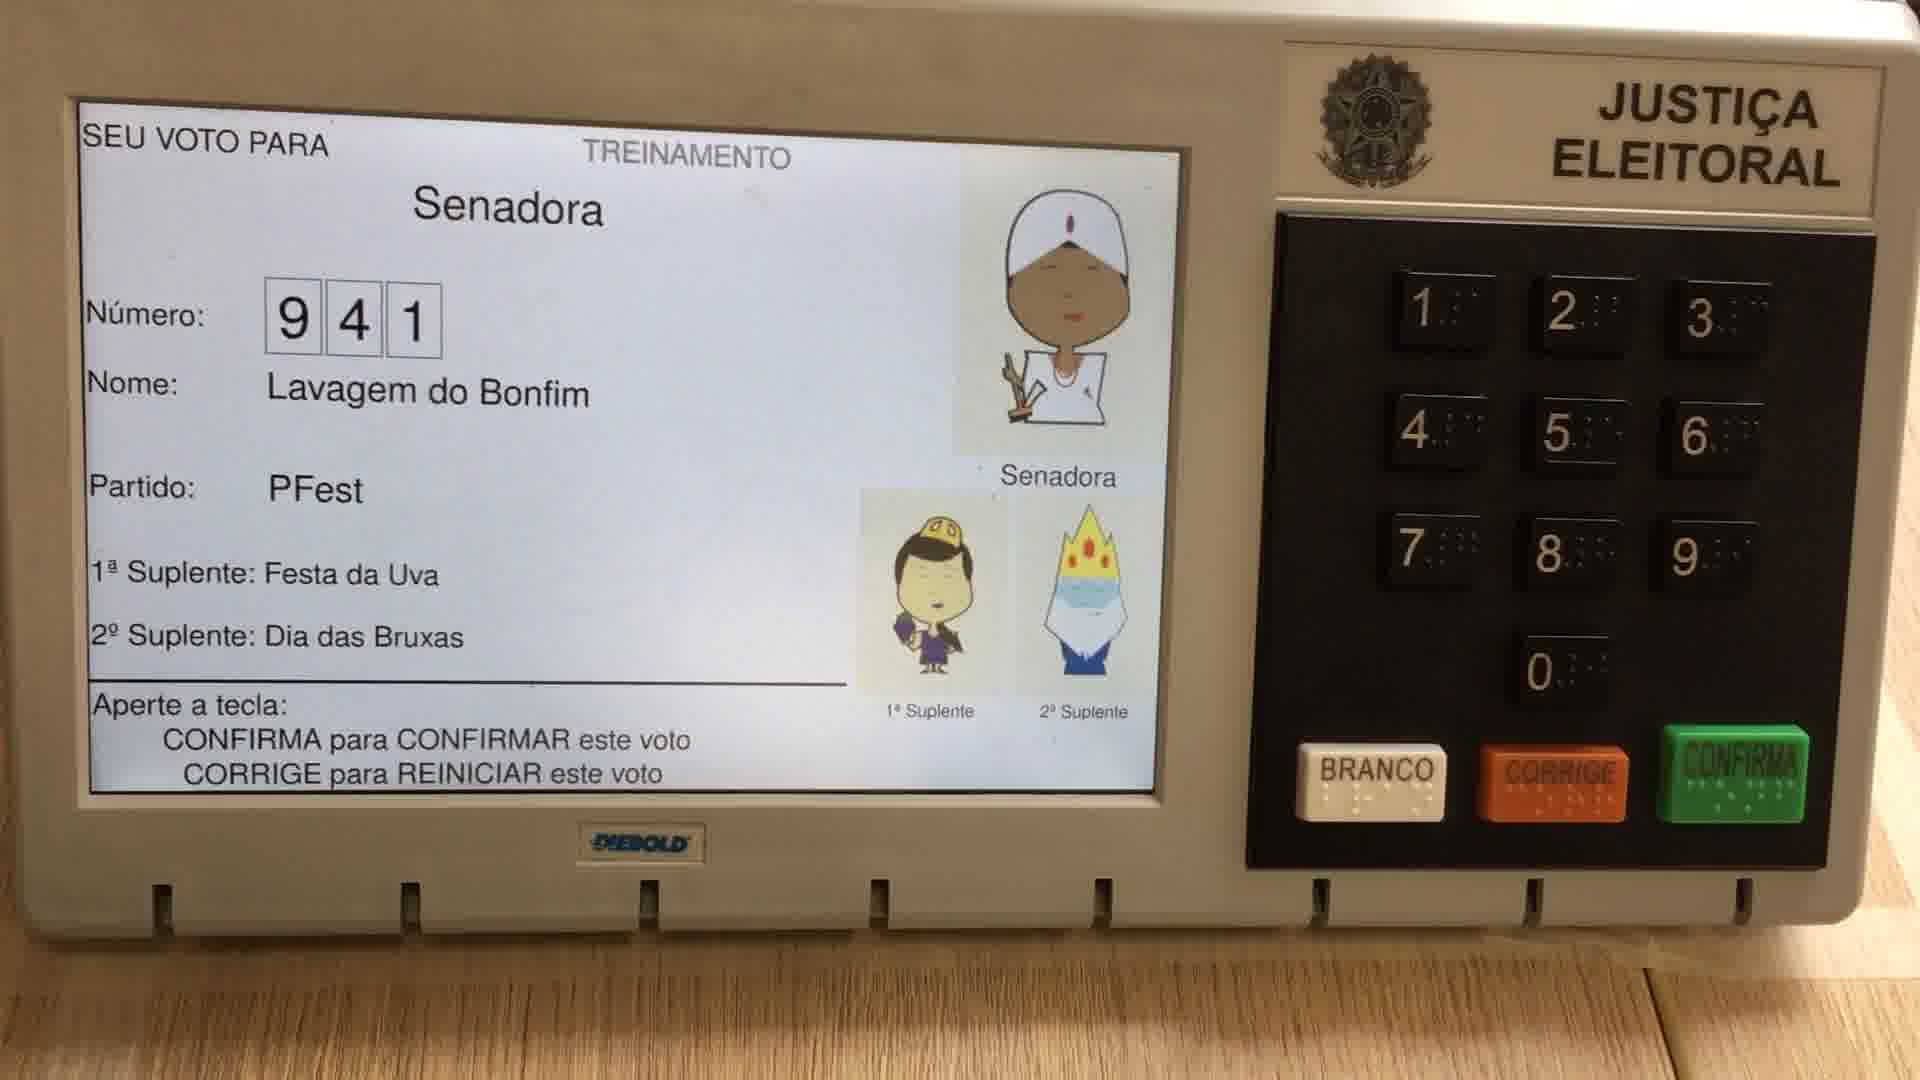 SEU VOTO PARA
TREINAMENTO
Senadora
Número: 9 4 1
Nome: Lavagem do Bonfim
Partido: PFest
1ª Suplente: Festa da Uva
2º Suplente: Dia das Bruxas
Senadora
1ª Suplente
2º Suplente
Aperte a tecla:
CONFIRMA para CONFIRMAR este voto
CORRIGE para REINICIAR este voto
DIEBOLD
JUSTIÇA
ELEITORAL
1 2 3
4 5 6
7 8 9
0
BRANCO CORRIGE CONFIRMA